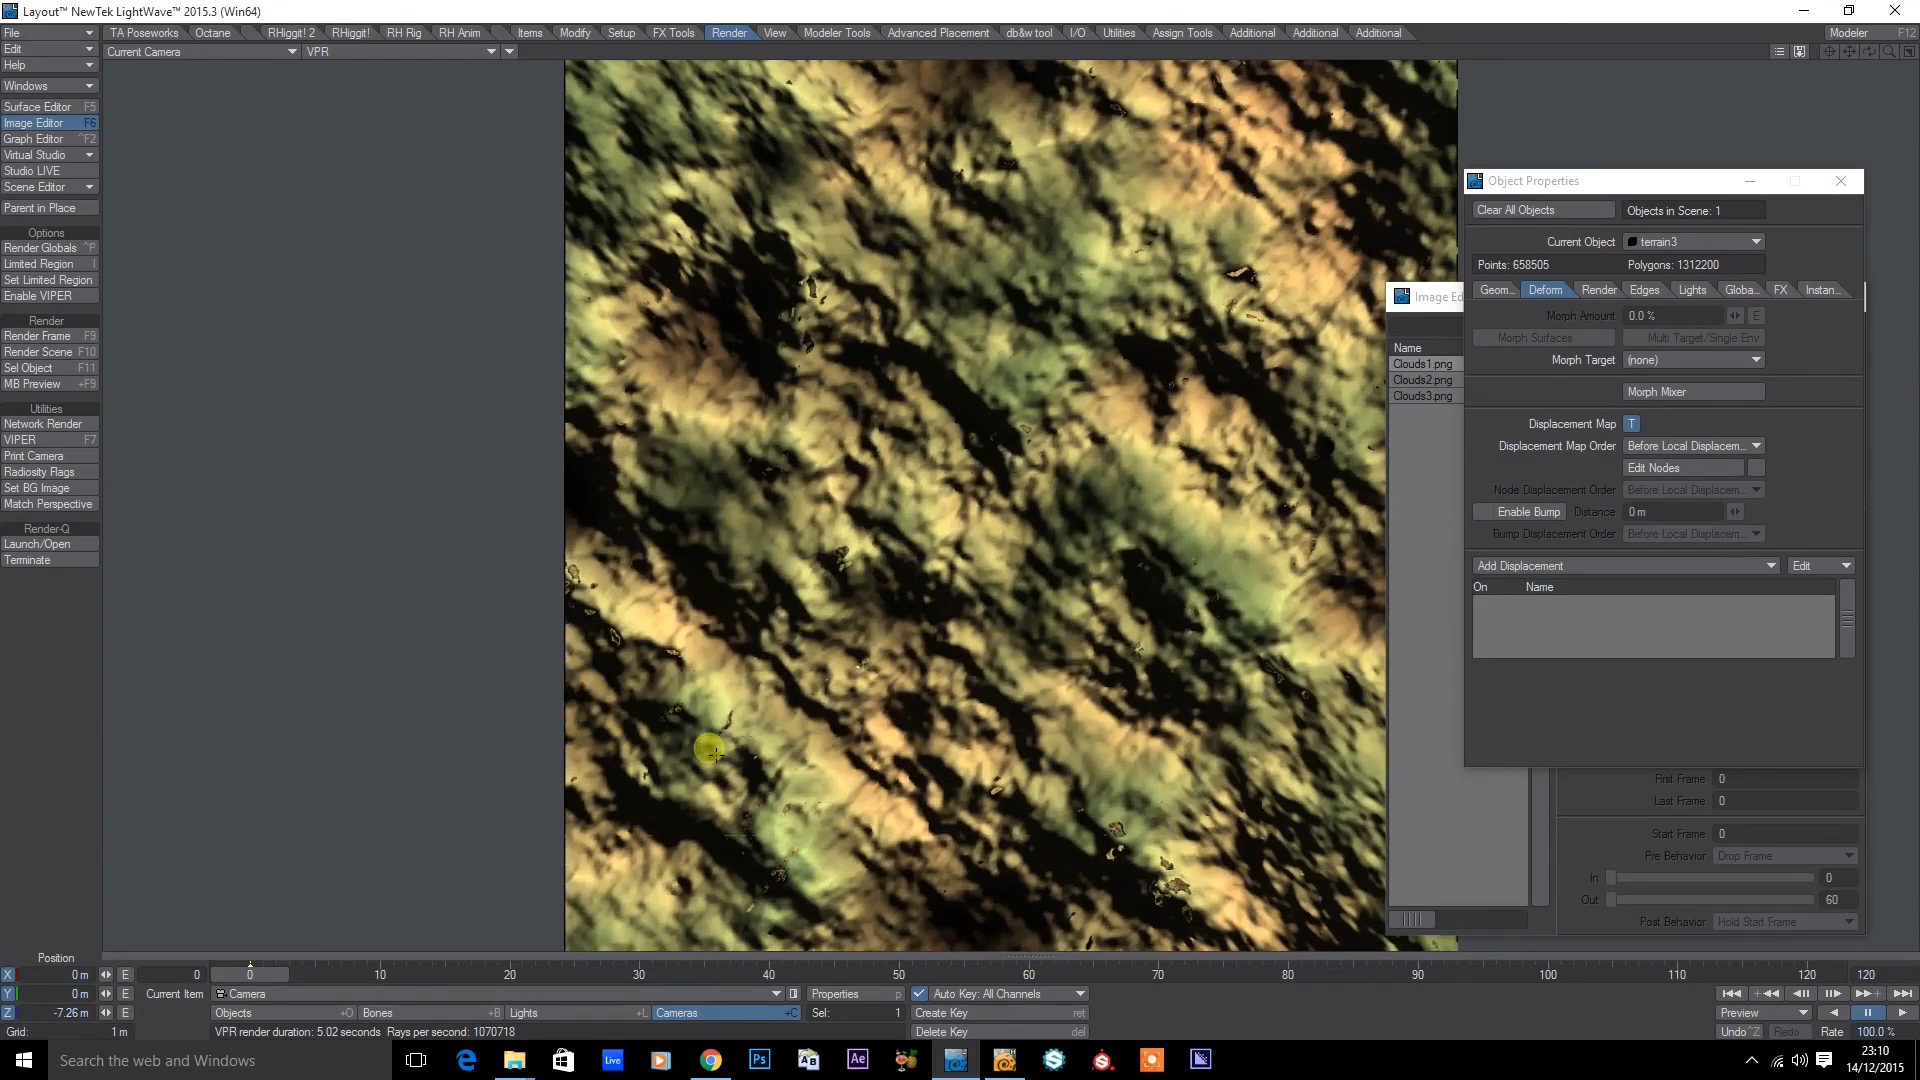 Layout™ NewTek LightWave™ 2015.3 (Win64)
File
TA Poseworks Octane RHiggit! 2 RHiggit! RH Rig RH Anim Items Modify Setup FX Tools Render View Modeler Tools Advanced Placement db&w tool I/O Utilities Assign Tools Additional Additional Additional
Modeler F12
Edit
Current Camera VPR
Help
Windows
Surface Editor F5
Image Editor F6
Graph Editor ^F2
Virtual Studio
Studio LIVE
Scene Editor
Parent in Place
Options
Render Globals ^P
Limited Region l
Set Limited Region
Enable VIPER
Render
Render Frame F9
Render Scene F10
Sel Object F11
MB Preview +F9
Utilities
Network Render
VIPER F7
Print Camera
Radiosity Flags
Set BG Image
Match Perspective
Render-Q
Launch/Open
Terminate
Object Properties
Clear All Objects Objects in Scene: 1
Current Object terrain3
Points: 658505 Polygons: 1312200
Geom... Deform Render Edges Lights Globa... FX Instan...
Morph Amount 0.0 % E
Morph Surfaces Multi Target/Single Env
Morph Target (none)
Morph Mixer
Displacement Map T
Displacement Map Order Before Local Displacem...
Edit Nodes
Node Displacement Order Before Local Displacem...
Enable Bump Distance 0 m
Bump Displacement Order Before Local Displacem...
Add Displacement Edit
On Name
Image Ed
Name
Clouds1.png
Clouds2.png
Clouds3.png
First Frame 0
Last Frame 0
Start Frame 0
Pre Behavior Drop Frame
In 0
Out 60
Post Behavior Hold Start Frame
Position
X 0 m E 0 0 10 20 30 40 50 60 70 80 90 100 110 120 120
Y 0 m E Current Item Camera Properties p Auto Key: All Channels
Z -7.26 m E Objects +O Bones +B Lights +L Cameras +C Sel: 1 Create Key ret Preview
Grid: 1 m VPR render duration: 5.02 seconds Rays per second: 1070718 Delete Key del Undo ^Z Redo Rate 100.0 %
Search the web and Windows
Live
Ps
AB
Ae
23:10
14/12/2015